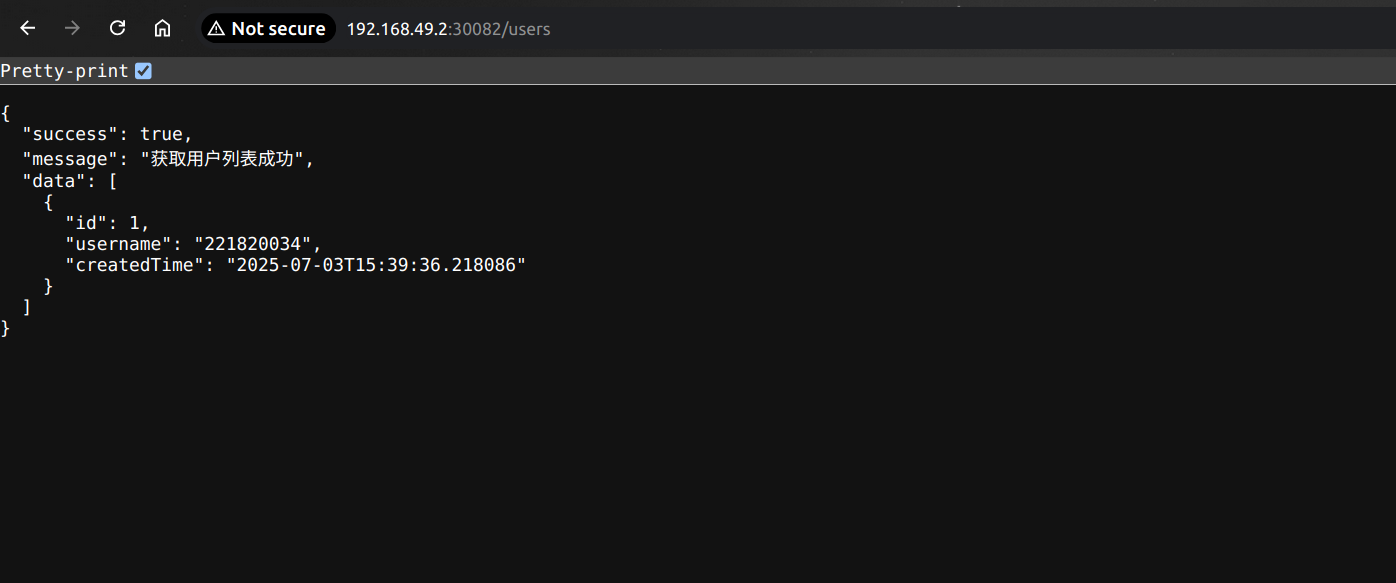 Not secure 192.168.49.2:30082/users
Pretty-print
{
  "success": true,
  "message": "获取用户列表成功",
  "data": [
    {
      "id": 1,
      "username": "221820034",
      "createdTime": "2025-07-03T15:39:36.218086"
    }
  ]
}